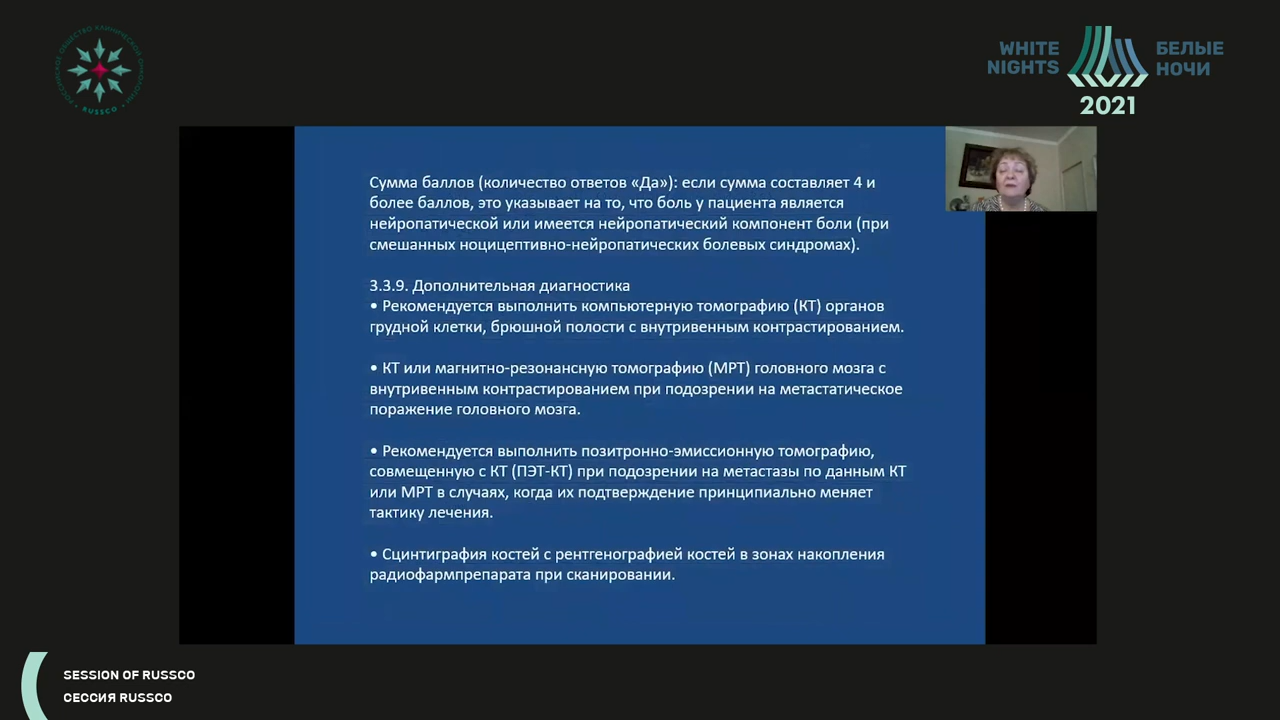 РОССИЙСКОЕ ОБЩЕСТВО КЛИНИЧЕСКОЙ ОНКОЛОГИИ
RUSSCO
WHITE
NIGHTS
БЕЛЫЕ
НОЧИ
2021
Сумма баллов (количество ответов «Да»): если сумма составляет 4 и
более баллов, это указывает на то, что боль у пациента является
нейропатической или имеется нейропатический компонент боли (при
смешанных ноцицептивно-нейропатических болевых синдромах).
3.3.9. Дополнительная диагностика
• Рекомендуется выполнить компьютерную томографию (КТ) органов
грудной клетки, брюшной полости с внутривенным контрастированием.
• КТ или магнитно-резонансную томографию (МРТ) головного мозга с
внутривенным контрастированием при подозрении на метастатическое
поражение головного мозга.
• Рекомендуется выполнить позитронно-эмиссионную томографию,
совмещенную с КТ (ПЭТ-КТ) при подозрении на метастазы по данным КТ
или МРТ в случаях, когда их подтверждение принципиально меняет
тактику лечения.
• Сцинтиграфия костей с рентгенографией костей в зонах накопления
радиофармпрепарата при сканировании.
SESSION OF RUSSCO
СЕССИЯ RUSSCO